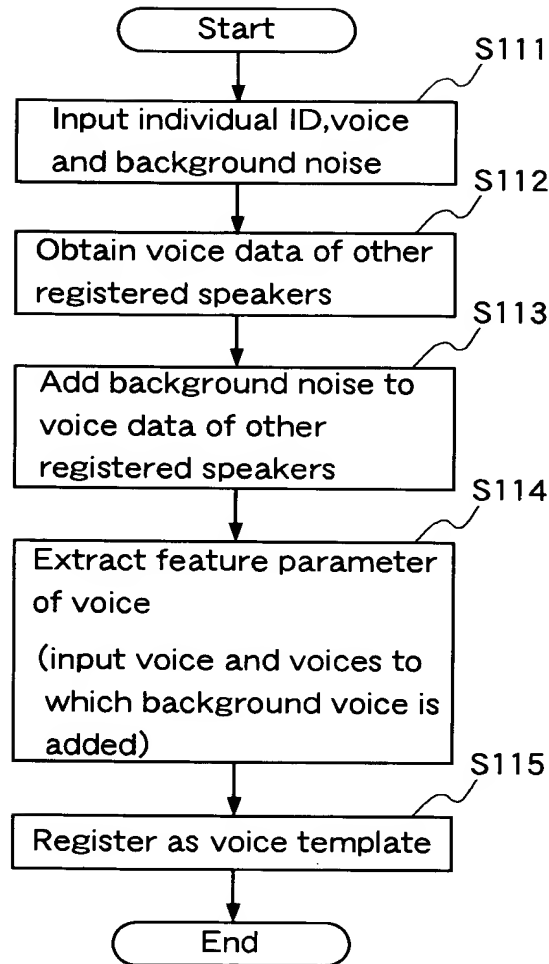 Start
S111
Input individual ID,voice
and background noise
S112
Obtain voice data of other
registered speakers
S113
Add background noise to
voice data of other
registered speakers
S114
Extract feature parameter
of voice
(input voice and voices to
which background voice is
added)
S115
Register as voice template
End